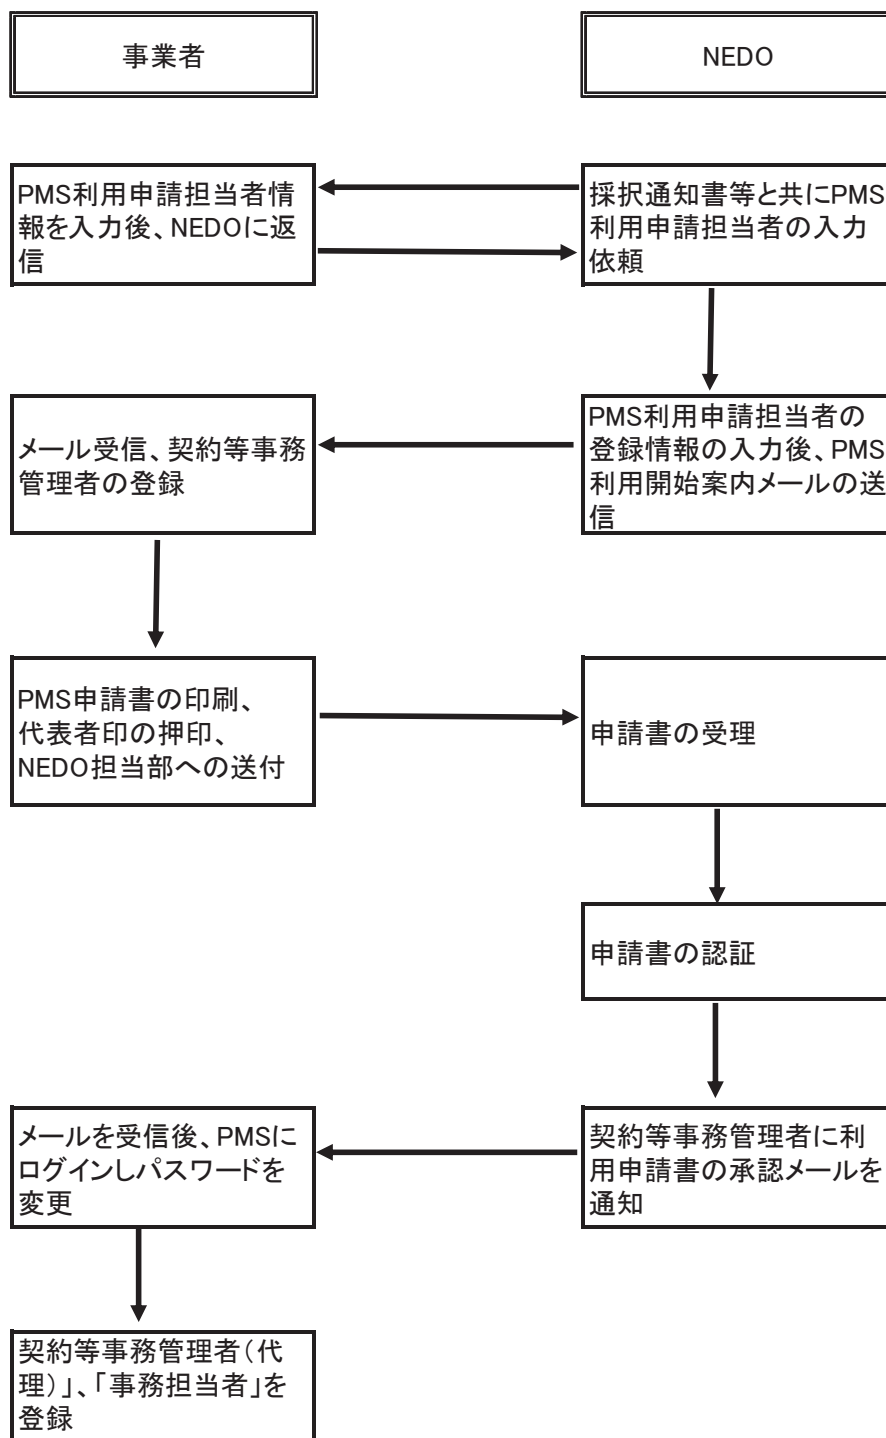 事業者
NEDO
PMS利用申請担当者情
報を入力後、NEDOに返
信
採択通知書等と共にPMS
利用申請担当者の入力
依頼
メール受信、契約等事務
管理者の登録
PMS利用申請担当者の
登録情報の入力後、PMS
利用開始案内メールの送
信
PMS申請書の印刷、
代表者印の押印、
NEDO担当部への送付
申請書の受理
申請書の認証
メールを受信後、PMSに
ログインしパスワードを
変更
契約等事務管理者に利
用申請書の承認メールを
通知
契約等事務管理者(代
理)」、「事務担当者」を
登録